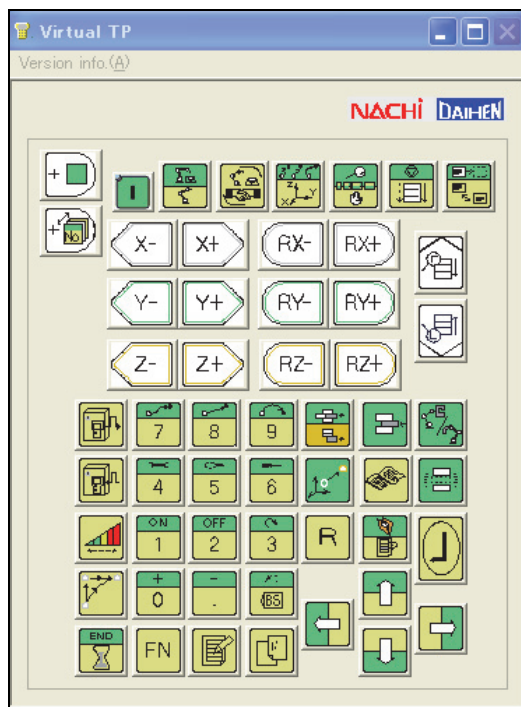 Virtual TP
Version info.(A)
NACHi DAIHEN
+
+ No
I
Z X Y
X- X+ RX- RX+
Y- Y+ RY- RY+
Z- Z+ RZ- RZ+
7 8 9
4 5 6
ON OFF
1 2 3 R
+ -
0 . BS
END
FN